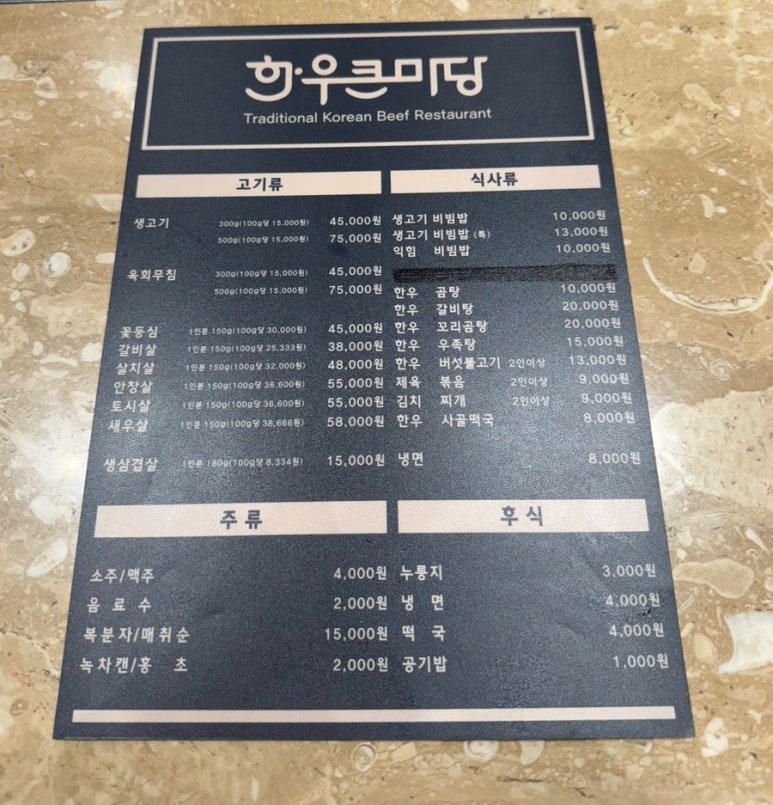 한우큰마당
Traditional Korean Beef Restaurant
고기류
생고기 300g(100g당 15,000원) 45,000원
500g(100g당 15,000원) 75,000원
육회무침 300g(100g당 15,000원) 45,000원
500g(100g당 15,000원) 75,000원
꽃등심 1인분 150g(100g당 30,000원) 45,000원
갈비살 1인분 150g(100g당 25,333원) 38,000원
살치살 1인분 150g(100g당 32,000원) 48,000원
안창살 1인분 150g(100g당 36,600원) 55,000원
토시살 1인분 150g(100g당 36,600원) 55,000원
새우살 1인분 150g(100g당 38,666원) 58,000원
생삼겹살 1인분 180g(100g당 8,334원) 15,000원
식사류
생고기 비빔밥 10,000원
생고기 비빔밥 (특) 13,000원
익힘 비빔밥 10,000원
한우 곰탕 10,000원
한우 갈비탕 20,000원
한우 꼬리곰탕 20,000원
한우 우족탕 15,000원
한우 버섯불고기 2인이상 13,000원
제육 볶음 2인이상 9,000원
김치 찌개 2인이상 9,000원
한우 사골떡국 8,000원
냉면 8,000원
주류
소주/맥주 4,000원
음료수 2,000원
복분자/매취순 15,000원
녹차캔/홍 초 2,000원
후식
누룽지 3,000원
냉 면 4,000원
떡 국 4,000원
공기밥 1,000원